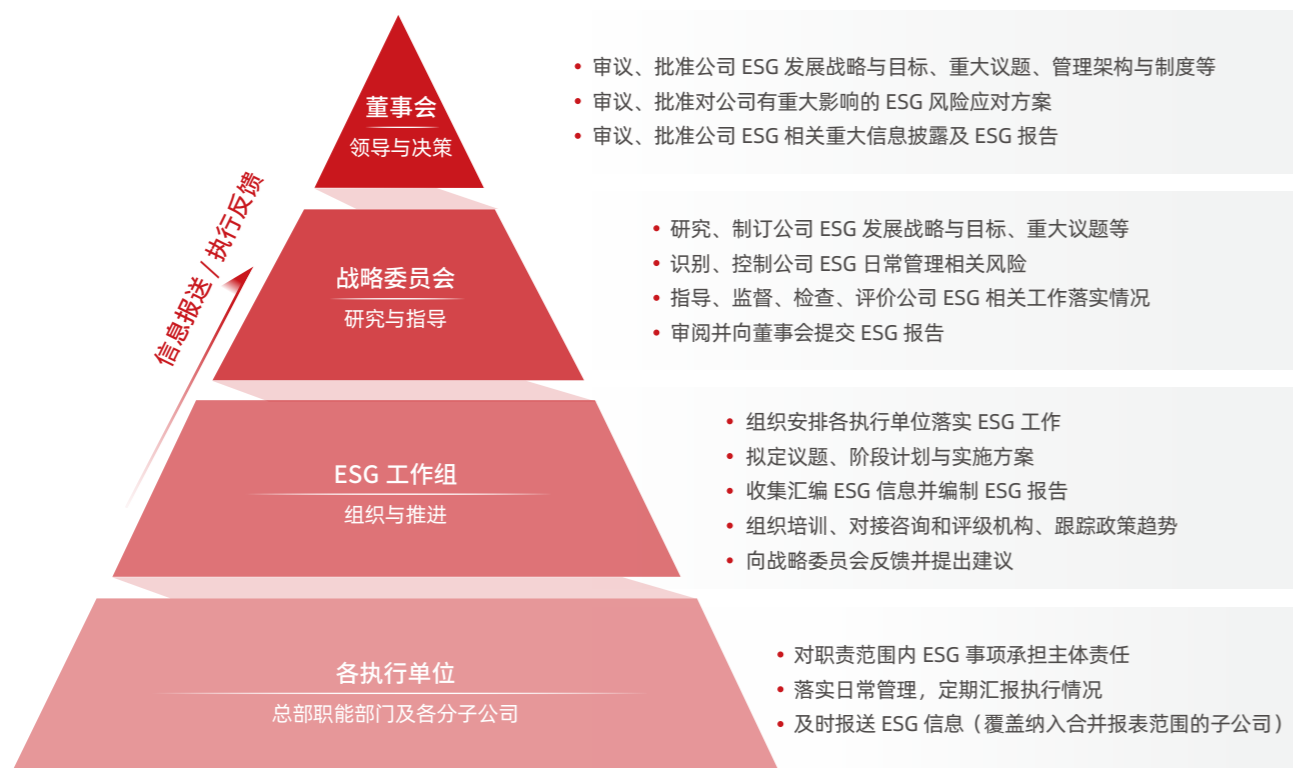 董事会
领导与决策
• 审议、批准公司 ESG 发展战略与目标、重大议题、管理架构与制度等
• 审议、批准对公司有重大影响的 ESG 风险应对方案
• 审议、批准公司 ESG 相关重大信息披露及 ESG 报告
信息报送 / 执行反馈
战略委员会
研究与指导
• 研究、制订公司 ESG 发展战略与目标、重大议题等
• 识别、控制公司 ESG 日常管理相关风险
• 指导、监督、检查、评价公司 ESG 相关工作落实情况
• 审阅并向董事会提交 ESG 报告
ESG 工作组
组织与推进
• 组织安排各执行单位落实 ESG 工作
• 拟定议题、阶段计划与实施方案
• 收集汇编 ESG 信息并编制 ESG 报告
• 组织培训、对接咨询和评级机构、跟踪政策趋势
• 向战略委员会反馈并提出建议
各执行单位
总部职能部门及各分子公司
• 对职责范围内 ESG 事项承担主体责任
• 落实日常管理，定期汇报执行情况
• 及时报送 ESG 信息（覆盖纳入合并报表范围的子公司）